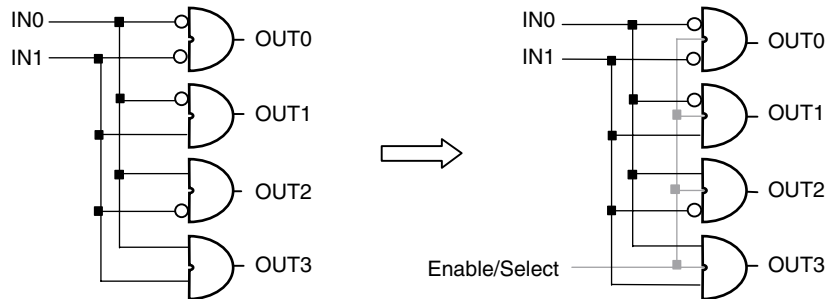 IN0
IN1
OUT0
OUT1
OUT2
OUT3
IN0
IN1
OUT0
OUT1
OUT2
OUT3
Enable/Select